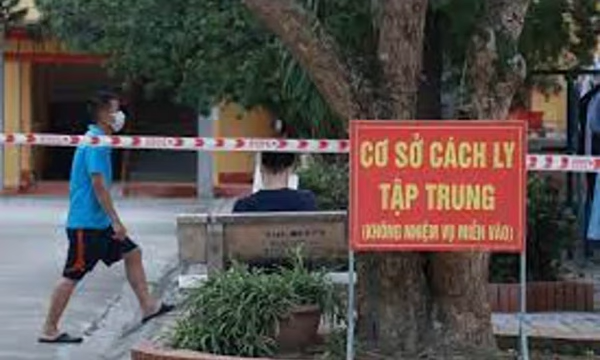 CƠ SỞ CÁCH LY
TẬP TRUNG
(KHÔNG NHIỆM VỤ MIỄN VÀO)